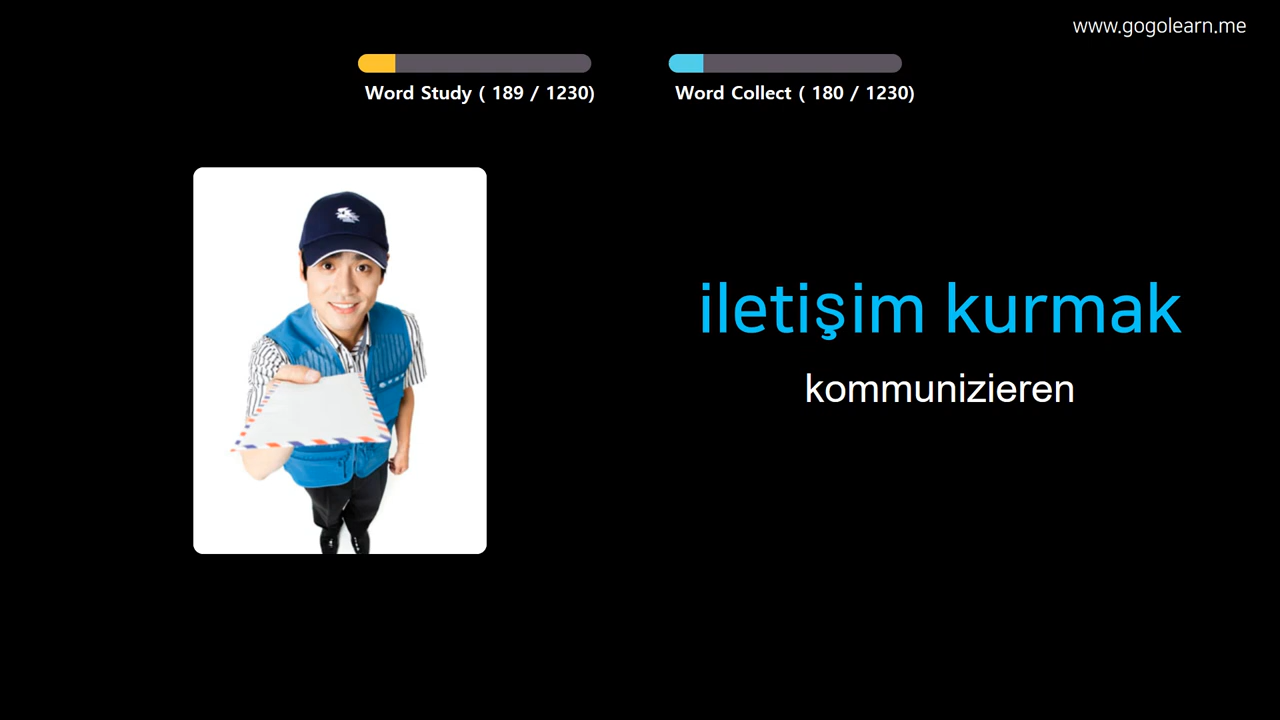 www.gogolearn.me
Word Study ( 189 / 1230)
Word Collect ( 180 / 1230)
iletişim kurmak
kommunizieren